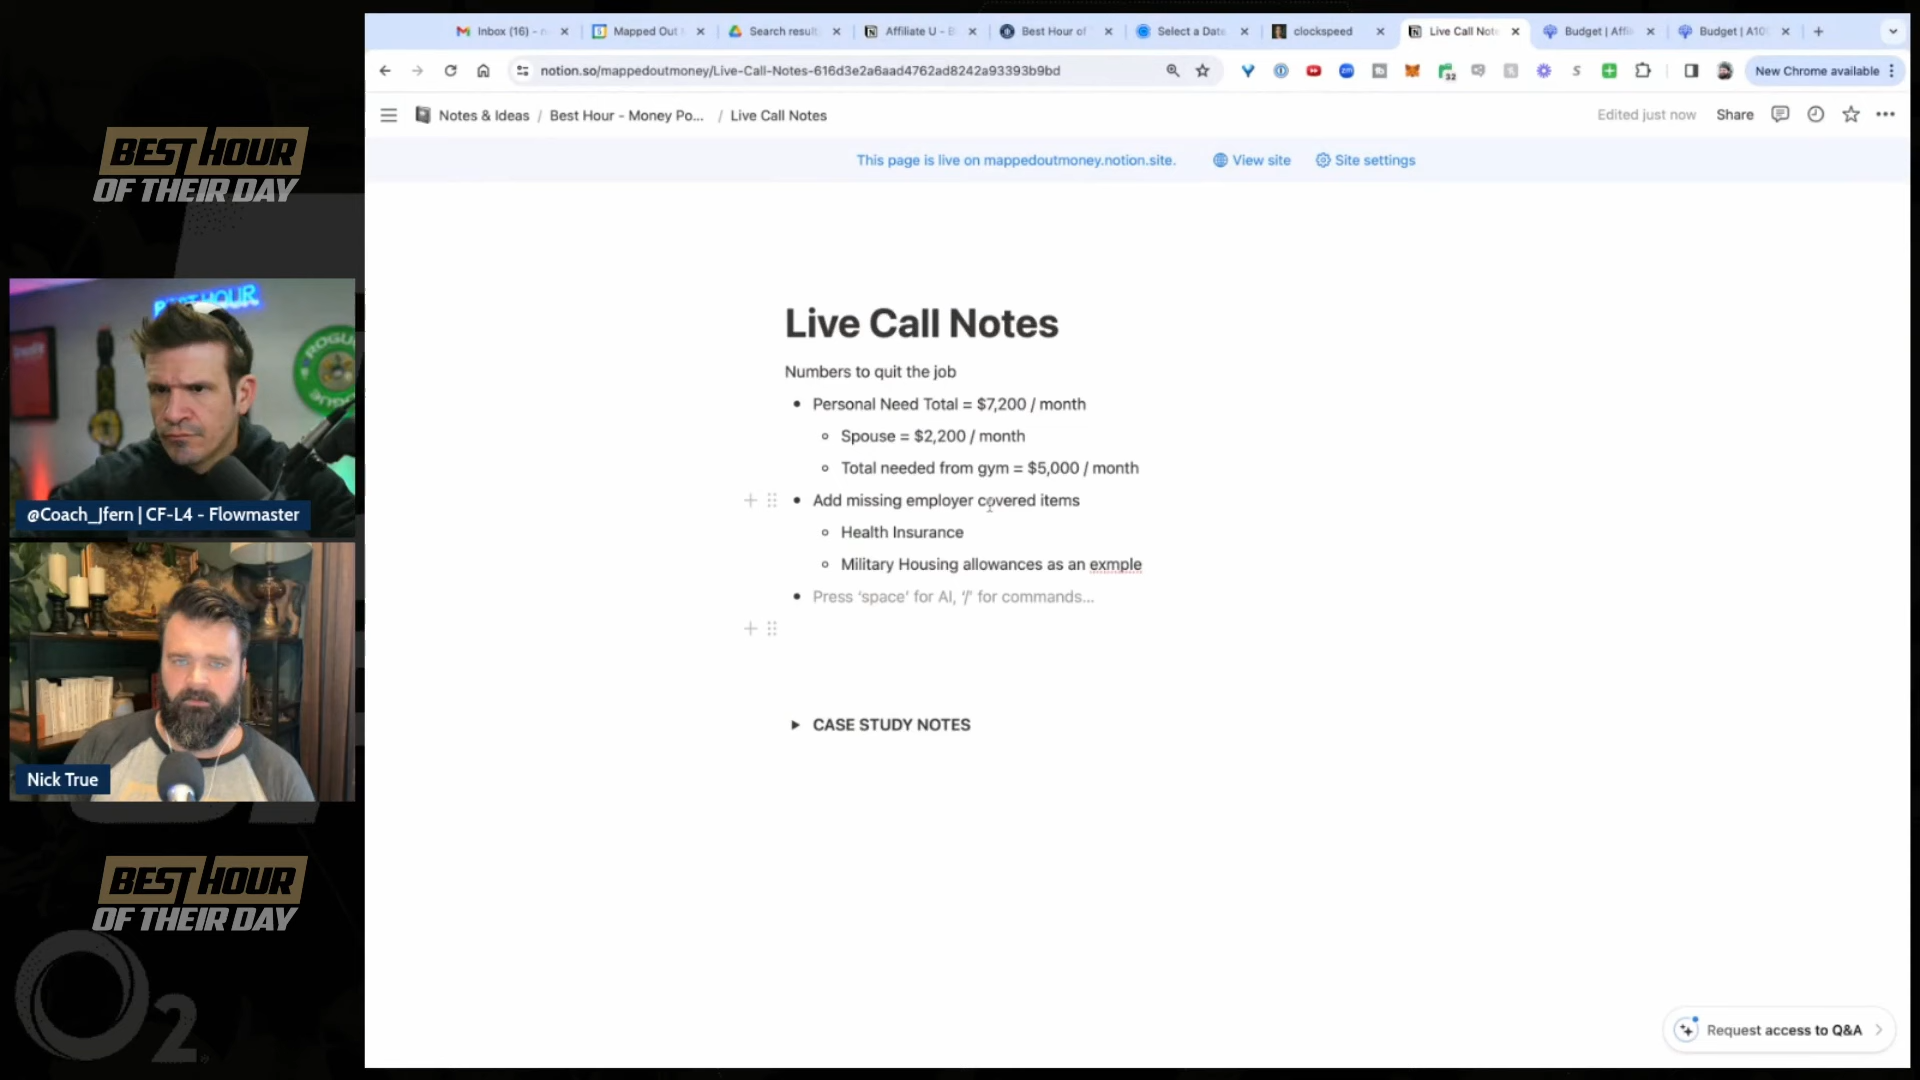 Inbox (16) -
Mapped Out
Search result
Affiliate U -
Best Hour of
Select a Date
clockspeed
Live Call Note
Budget | Affi
Budget | A10
notion.so/mappedoutmoney/Live-Call-Notes-616d3e2a6aad4762ad8242a93393b9bd
32
New Chrome available
Notes & Ideas / Best Hour - Money Po... / Live Call Notes
Edited just now
Share
This page is live on mappedoutmoney.notion.site.
View site
Site settings
BEST HOUR
OF THEIR DAY
BEST HOUR
ROGUE
@Coach_Jfern | CF-L4 - Flowmaster
Nick True
BEST HOUR
OF THEIR DAY
O2
Live Call Notes
Numbers to quit the job
• Personal Need Total = $7,200 / month
◦ Spouse = $2,200 / month
◦ Total needed from gym = $5,000 / month
• Add missing employer covered items
◦ Health Insurance
◦ Military Housing allowances as an exmple
• Press ‘space’ for AI, ‘/’ for commands...
CASE STUDY NOTES
Request access to Q&A